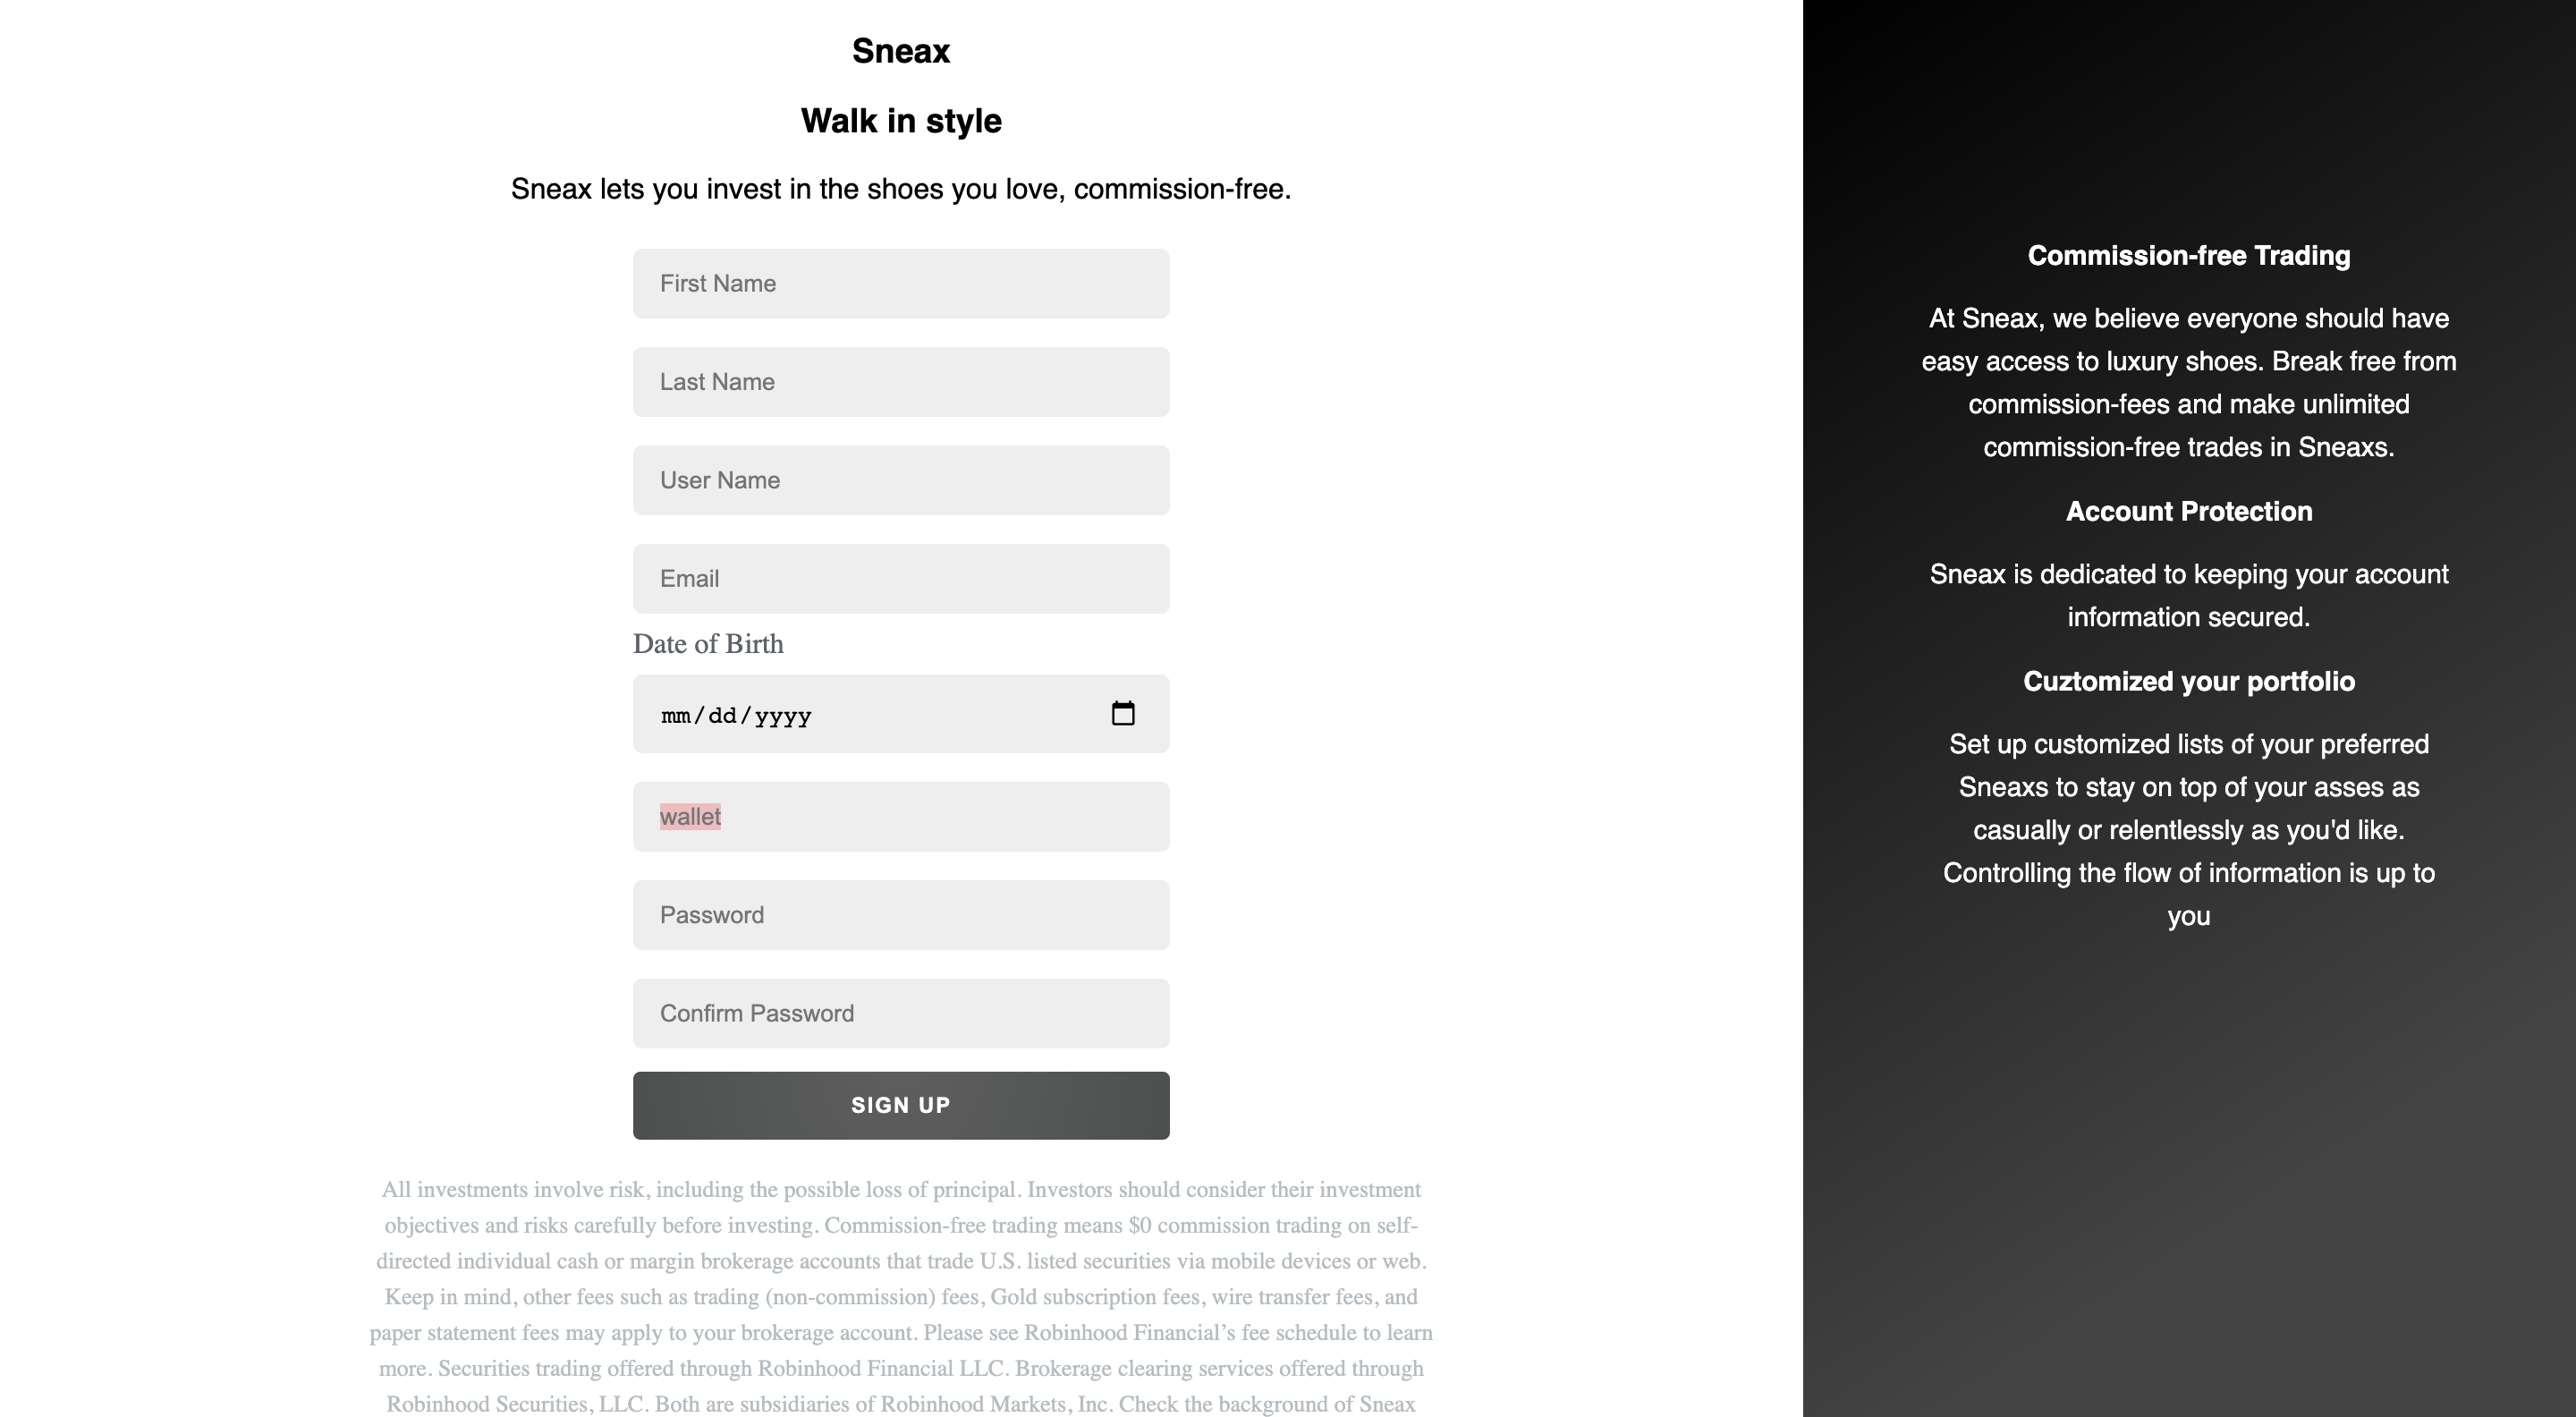 Sneax
Walk in style
Sneax lets you invest in the shoes you love, commission-free.
First Name
Last Name
User Name
Email
Date of Birth
mm/dd/yyyy
wallet
Password
Confirm Password
SIGN UP
All investments involve risk, including the possible loss of principal. Investors should consider their investment
objectives and risks carefully before investing. Commission-free trading means $0 commission trading on self-
directed individual cash or margin brokerage accounts that trade U.S. listed securities via mobile devices or web.
Keep in mind, other fees such as trading (non-commission) fees, Gold subscription fees, wire transfer fees, and
paper statement fees may apply to your brokerage account. Please see Robinhood Financial’s fee schedule to learn
more. Securities trading offered through Robinhood Financial LLC. Brokerage clearing services offered through
Robinhood Securities, LLC. Both are subsidiaries of Robinhood Markets, Inc. Check the background of Sneax
Commission-free Trading
At Sneax, we believe everyone should have
easy access to luxury shoes. Break free from
commission-fees and make unlimited
commission-free trades in Sneaxs.
Account Protection
Sneax is dedicated to keeping your account
information secured.
Cuztomized your portfolio
Set up customized lists of your preferred
Sneaxs to stay on top of your asses as
casually or relentlessly as you'd like.
Controlling the flow of information is up to
you